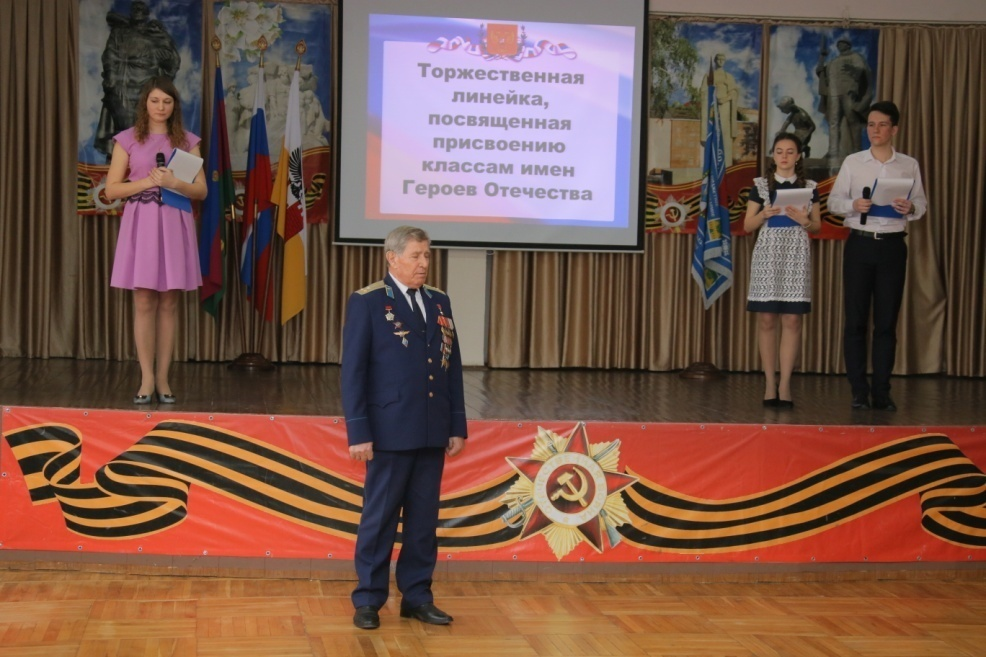 Торжественная
линейка,
посвященная
присвоению
классам имен
Героев Отечества